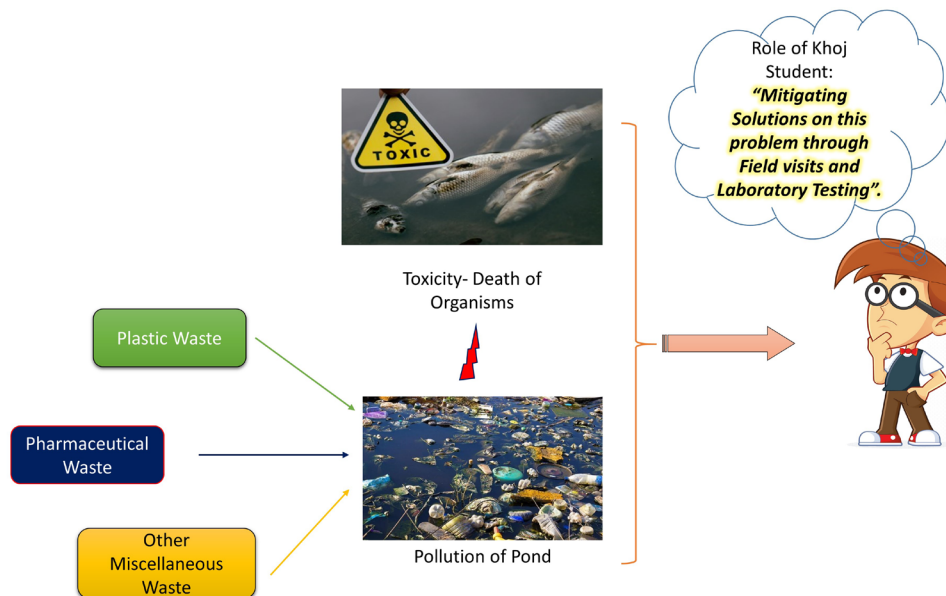 Role of Khoj
Student:
“Mitigating
Solutions on this
problem through
Field visits and
Laboratory Testing”.
TOXIC
Toxicity- Death of
Organisms
Plastic Waste
Pharmaceutical
Waste
Other
Miscellaneous
Waste
Pollution of Pond